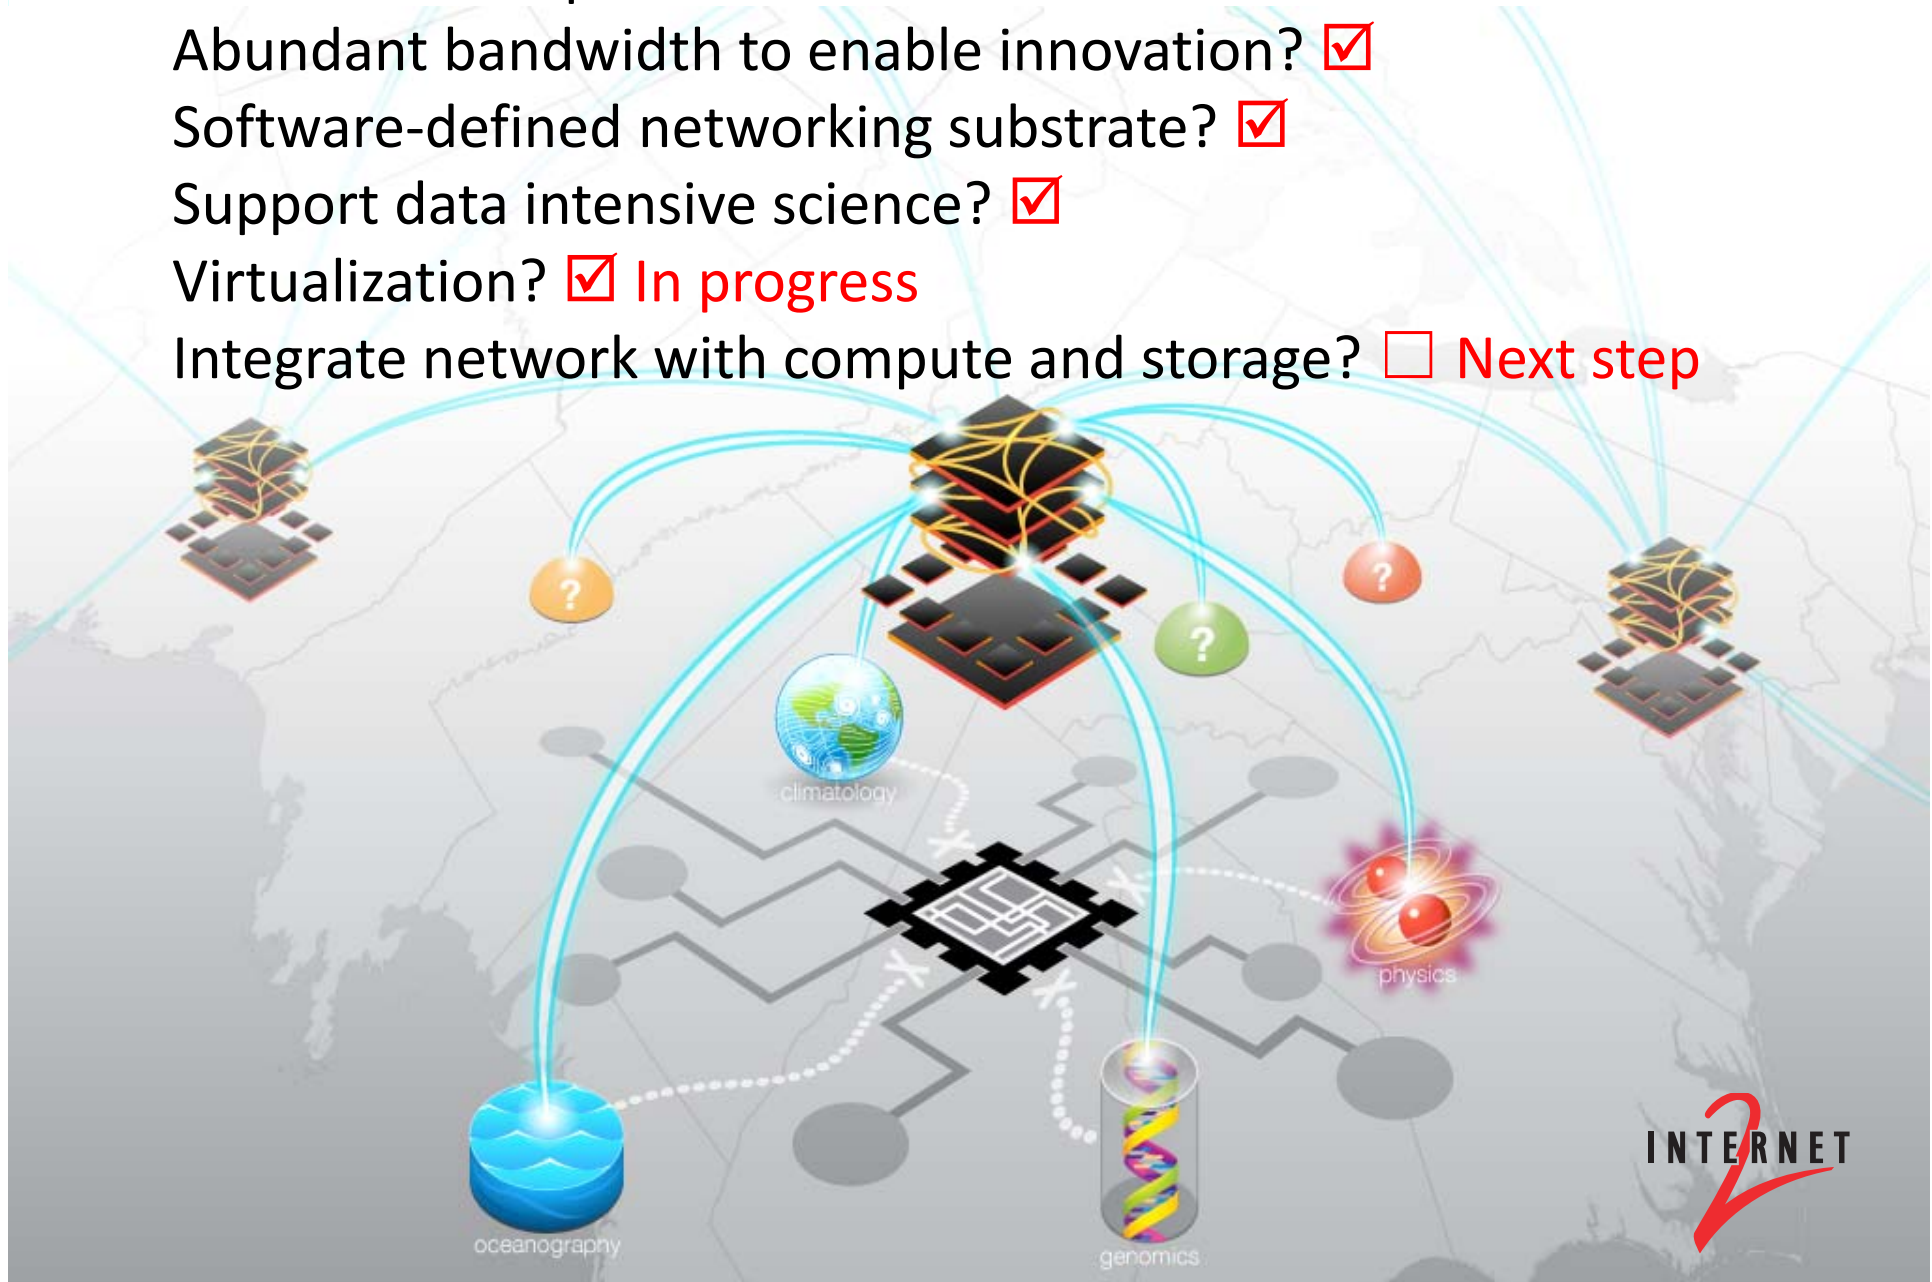 Abundant bandwidth to enable innovation? ☑
Software-defined networking substrate? ☑
Support data intensive science? ☑
Virtualization? ☑ In progress
Integrate network with compute and storage? ☐ Next step
?
?
?
climatology
physics
oceanography
genomics
INTERNET
2